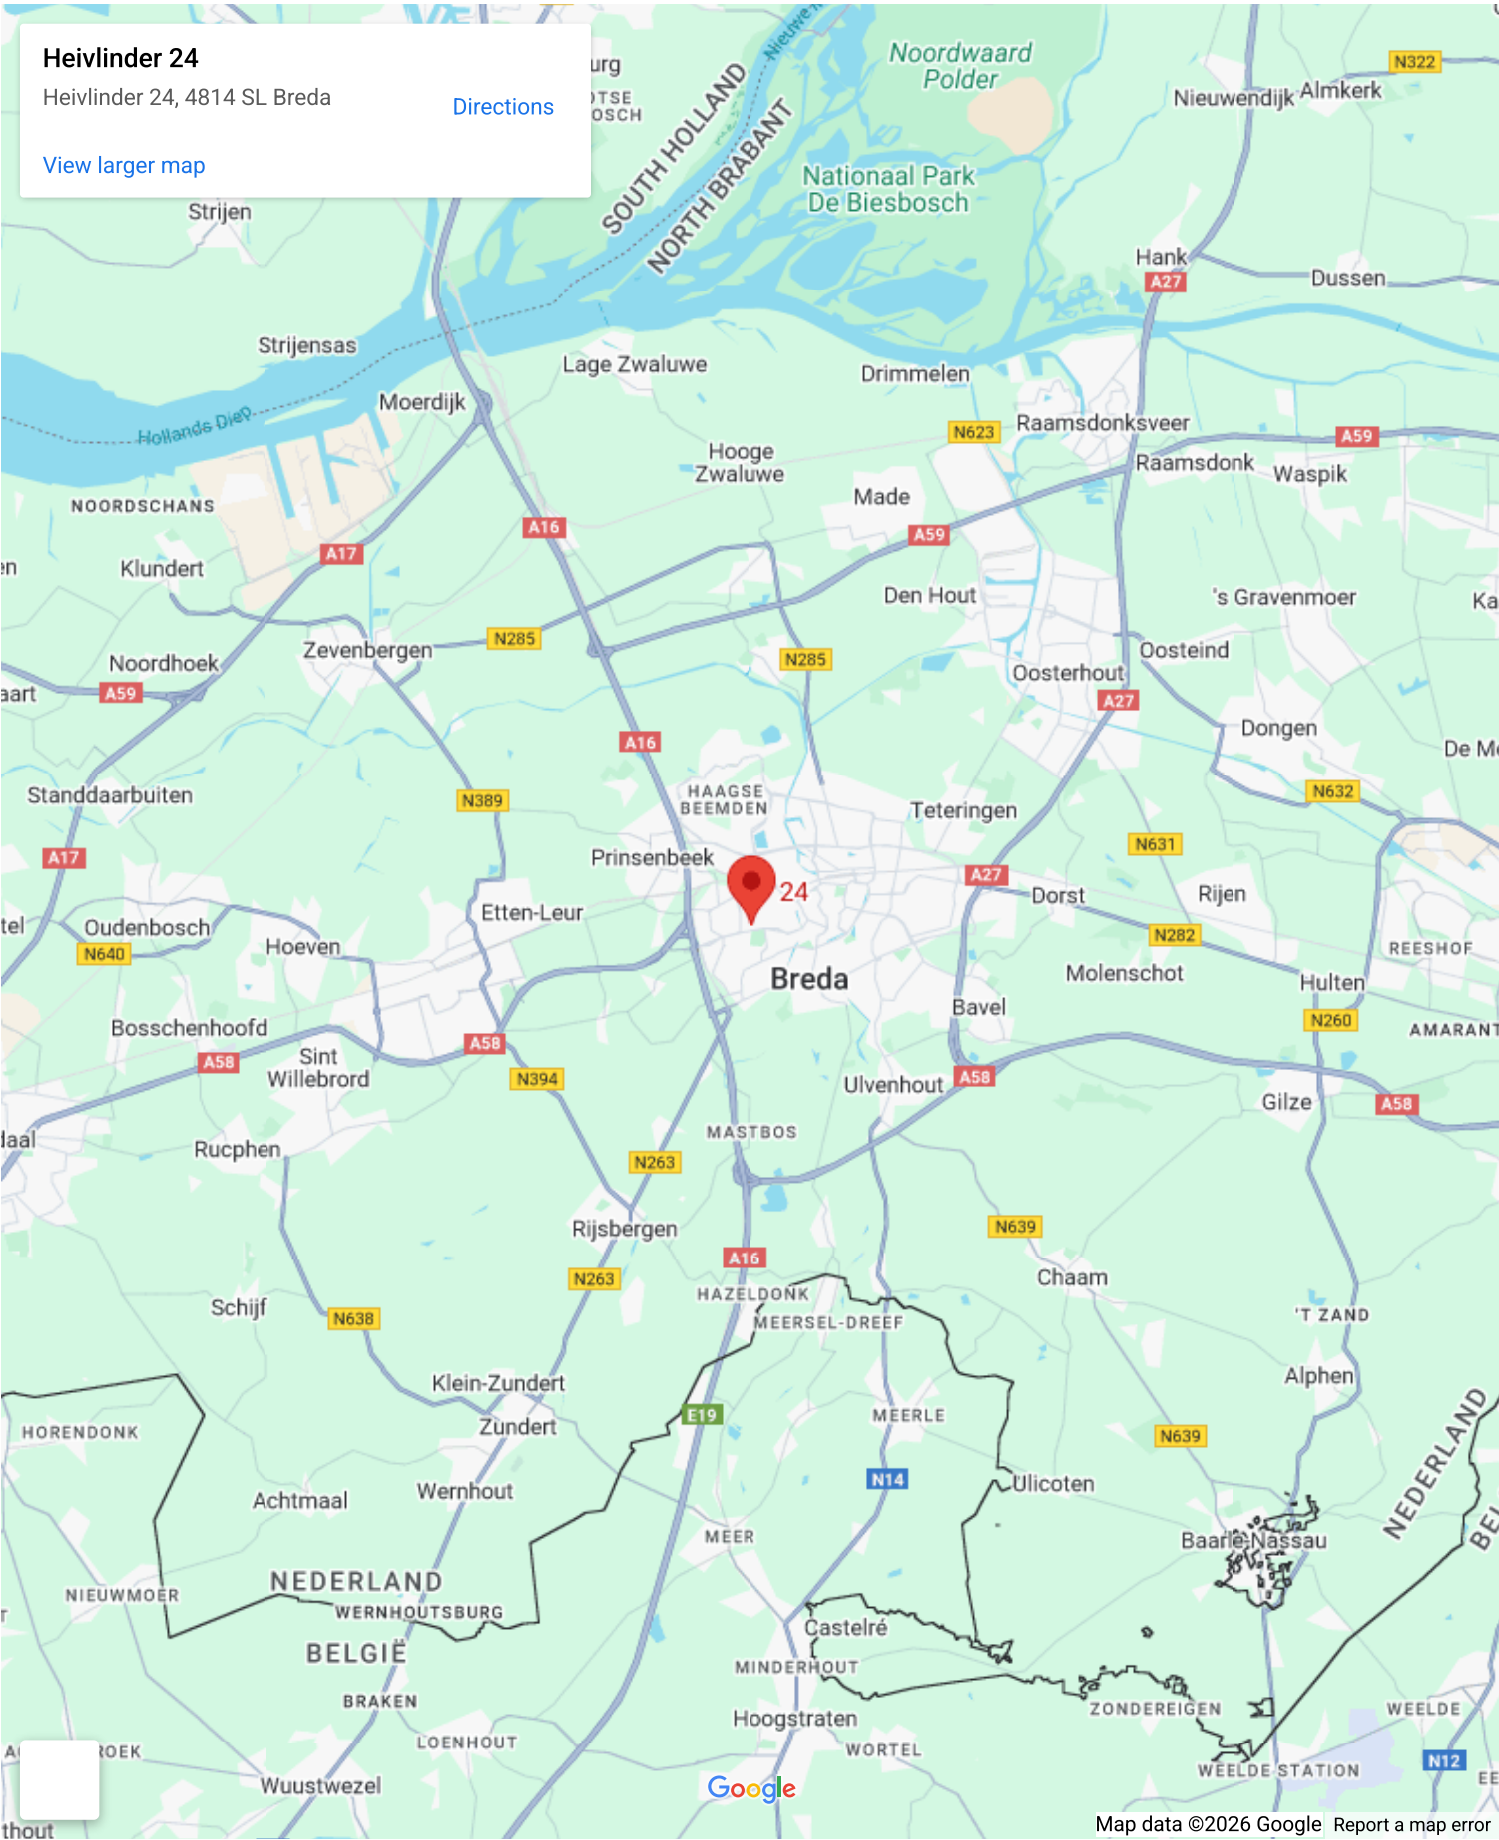 Heivlinder 24
Heivlinder 24, 4814 SL Breda
Directions
View larger map
Noordwaard
Polder
N322
Nieuwendijk
Almkerk
SOUTH HOLLAND
NORTH BRABANT
Nationaal Park
De Biesbosch
Strijen
Hank
A27
Dussen
Strijensas
Lage Zwaluwe
Drimmelen
Moerdijk
Hollands Diep
N623
Raamsdonksveer
A59
Hooge
Zwaluwe
Raamsdonk
Waspik
Made
NOORDSCHANS
A16
A59
A17
Klundert
Den Hout
's Gravenmoer
Zevenbergen
N285
N285
Oosteind
Noordhoek
Oosterhout
A59
A27
A16
Dongen
HAAGSE
BEEMDEN
Standdaarbuiten
N389
Teteringen
N632
A17
Prinsenbeek
N631
24
A27
Dorst
Rijen
Etten-Leur
Oudenbosch
N640
Hoeven
N282
REESHOF
Breda
Molenschot
Hulten
Bavel
N260
Bosschenhoofd
AMARANT
A58
A58
Sint
Willebrord
N394
Ulvenhout
A58
Gilze
A58
MASTBOS
Rucphen
N263
Rijsbergen
N639
A16
N263
Chaam
HAZELDONK
Schijf
N638
MEERSEL-DREEF
'T ZAND
Klein-Zundert
Alphen
Zundert
E19
MEERLE
HORENDONK
N639
NEDERLAND
Wernhout
N14
Ulicoten
Achtmaal
MEER
Baarle-Nassau
NEDERLAND
NIEUWMOER
WERNHOUTSBURG
Castelré
BELGIË
MINDERHOUT
BRAKEN
Hoogstraten
ZONDEREIGEN
WEELDE
LOENHOUT
WORTEL
N12
Wuustwezel
WEELDE STATION
Google
Map data ©2026 Google
Report a map error